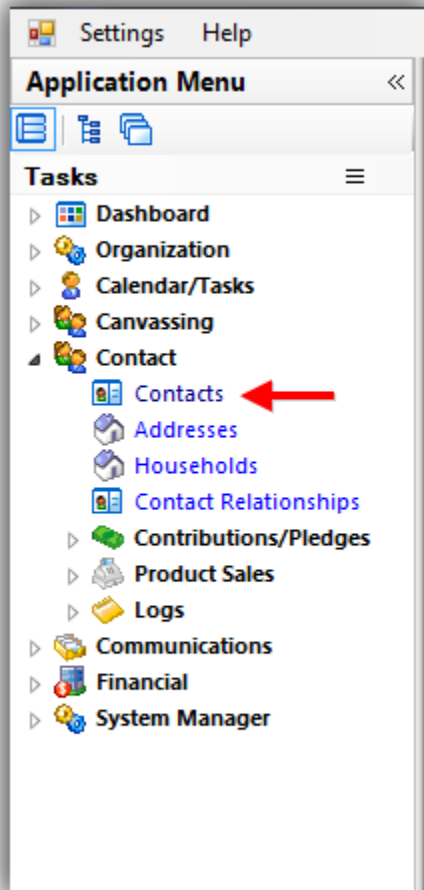 Settings Help
Application Menu
Tasks
Dashboard
Organization
Calendar/Tasks
Canvassing
Contact
Contacts
Addresses
Households
Contact Relationships
Contributions/Pledges
Product Sales
Logs
Communications
Financial
System Manager